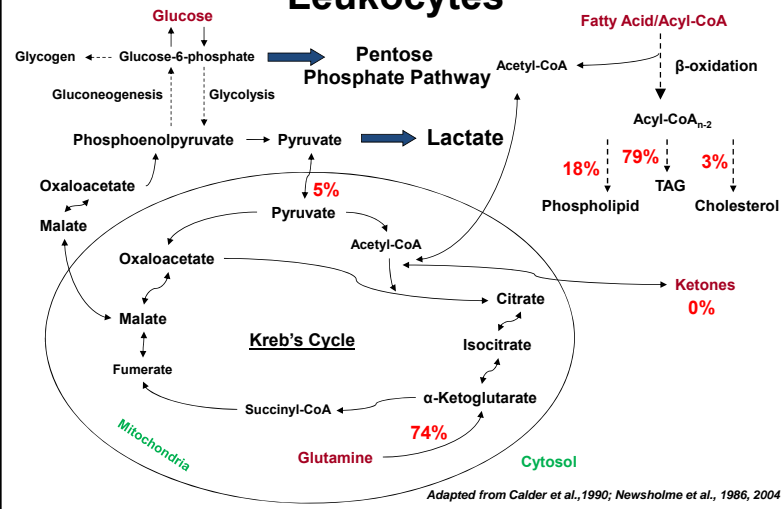 Leukocytes
Glucose
Fatty Acid/Acyl-CoA
Glycogen
Glucose-6-phosphate
Pentose
Phosphate Pathway
Acetyl-CoA
β-oxidation
Gluconeogenesis
Glycolysis
Acyl-CoAn-2
Phosphoenolpyruvate
Pyruvate
Lactate
18%
79%
3%
TAG
Phospholipid
Cholesterol
Oxaloacetate
Malate
5%
Pyruvate
Acetyl-CoA
Oxaloacetate
Ketones
0%
Citrate
Malate
Kreb's Cycle
Isocitrate
Fumerate
α-Ketoglutarate
Succinyl-CoA
74%
Mitochondria
Glutamine
Cytosol
Adapted from Calder et al.,1990; Newsholme et al., 1986, 2004